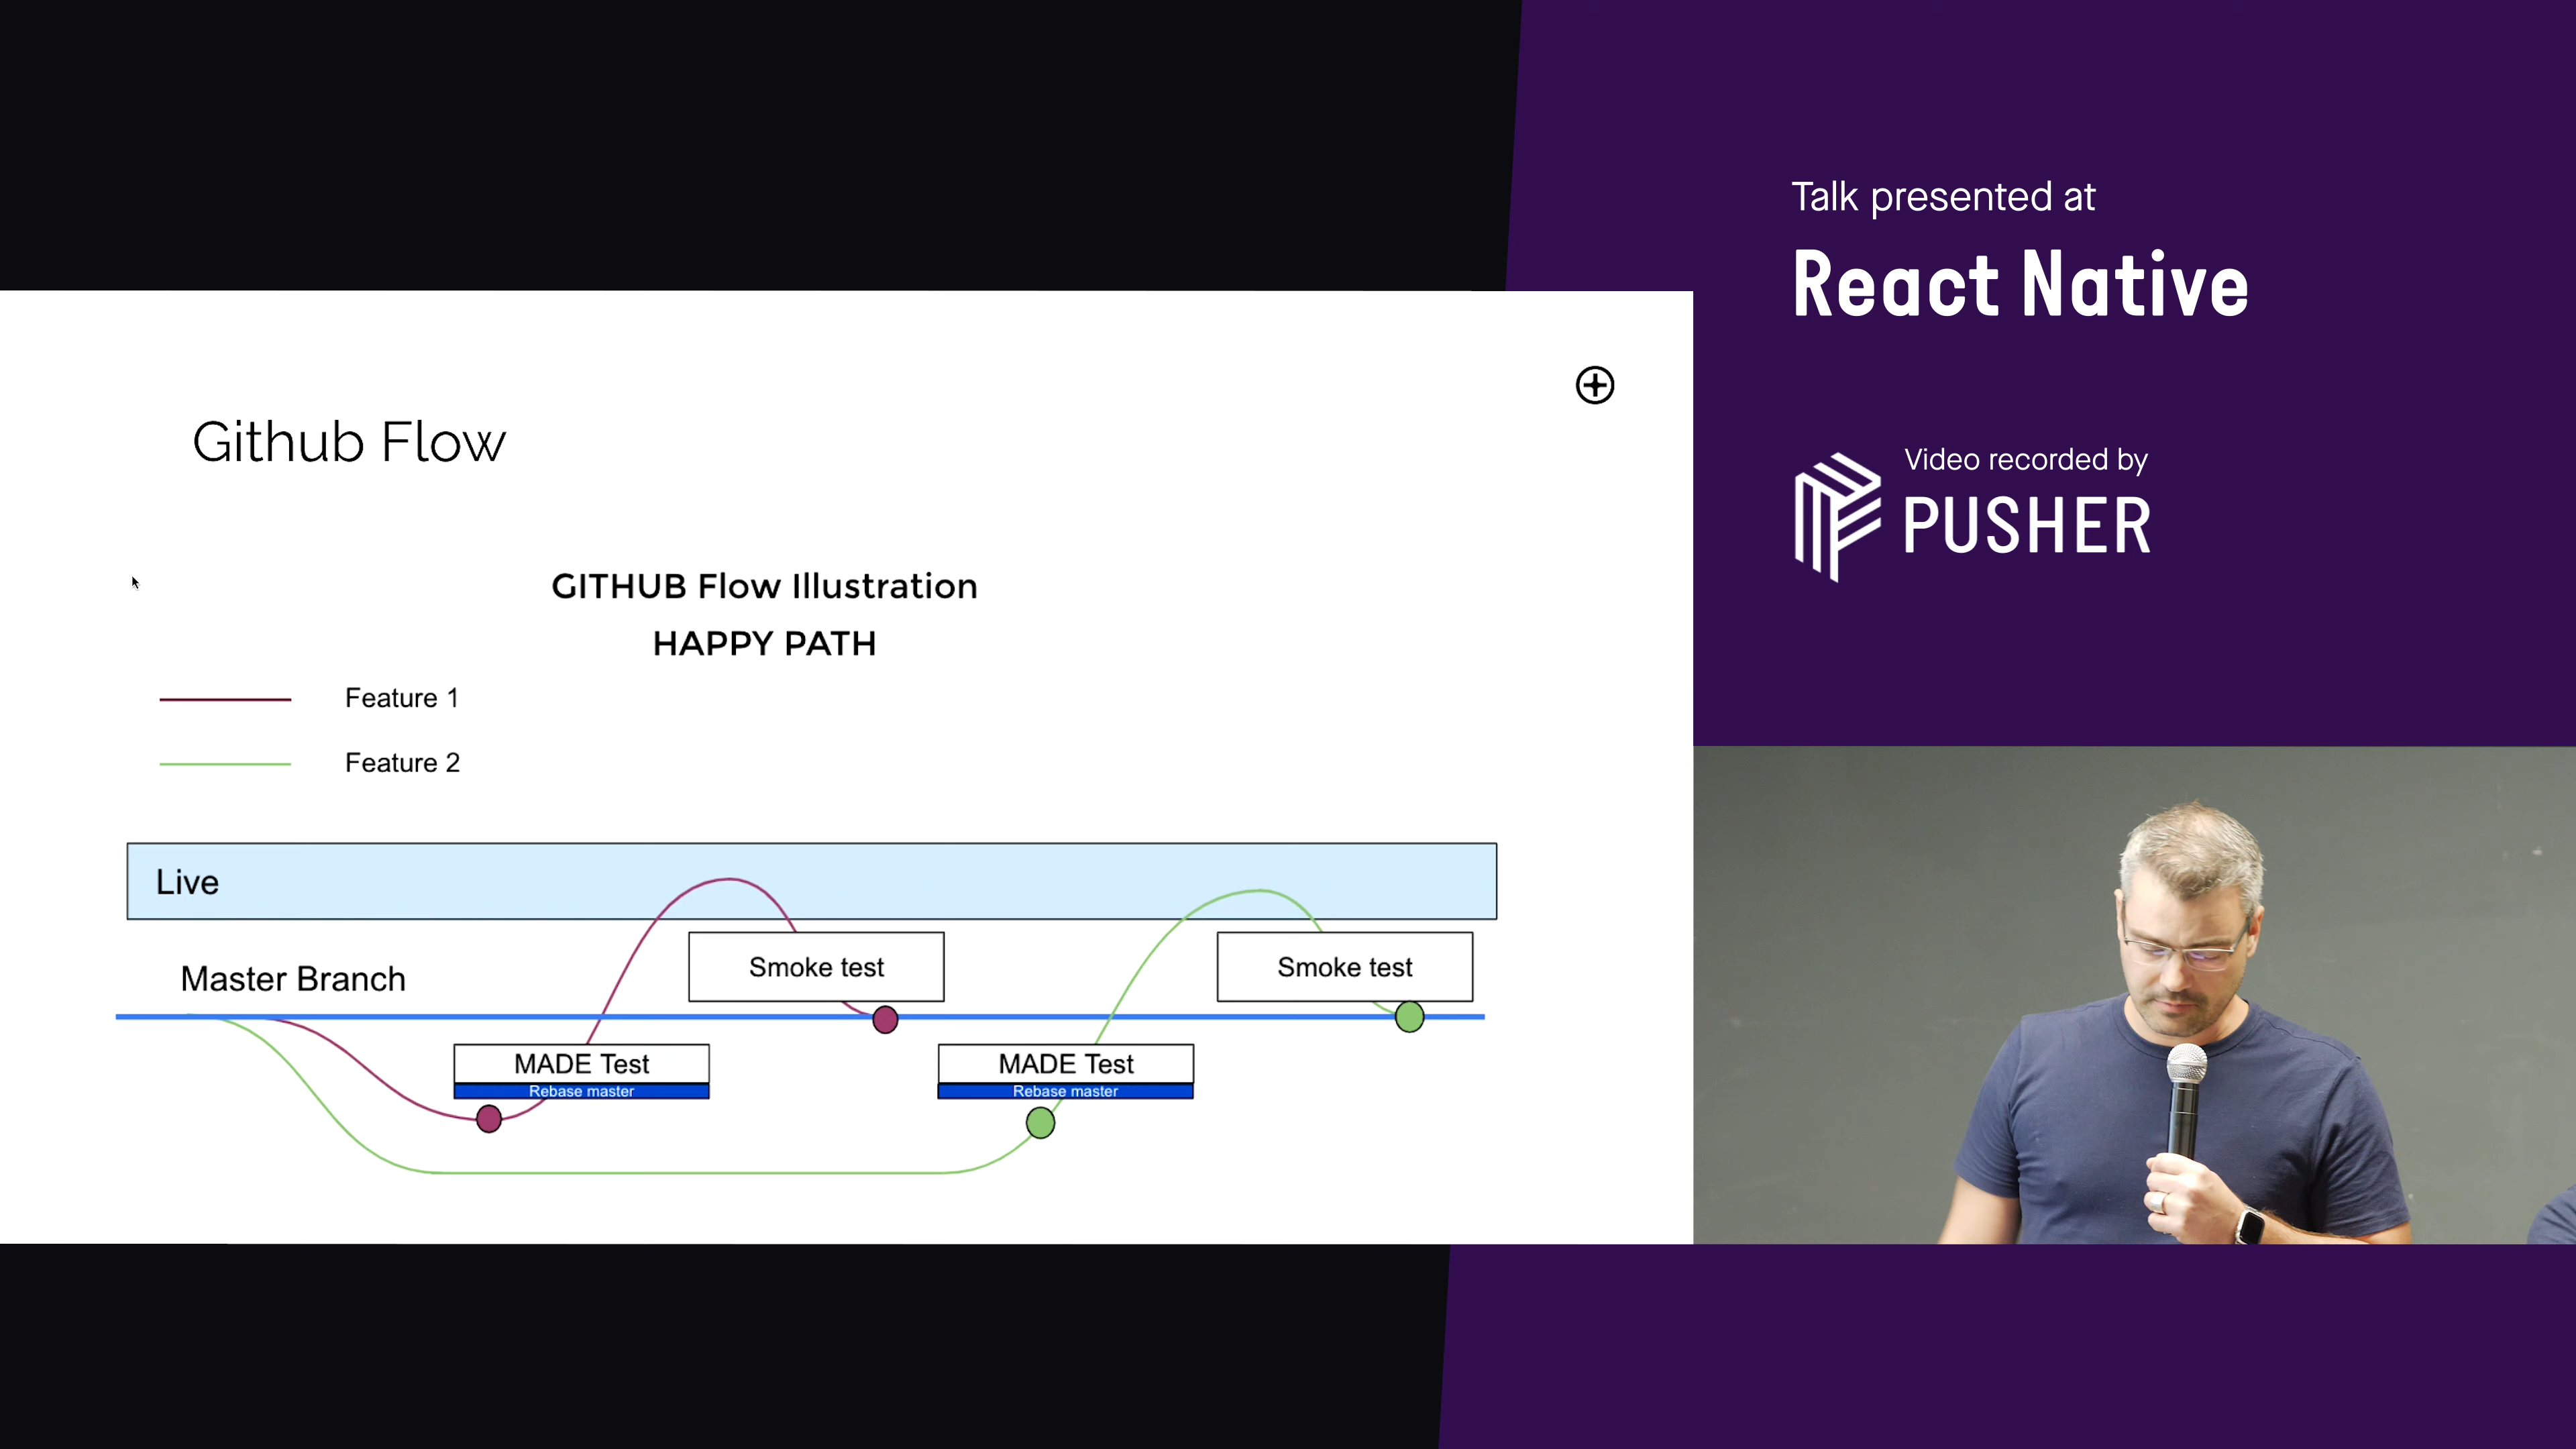 Talk presented at
React Native
Video recorded by
PUSHER
Github Flow
GITHUB Flow Illustration
HAPPY PATH
Feature 1
Feature 2
Live
Smoke test
Smoke test
Master Branch
MADE Test
Rebase master
MADE Test
Rebase master